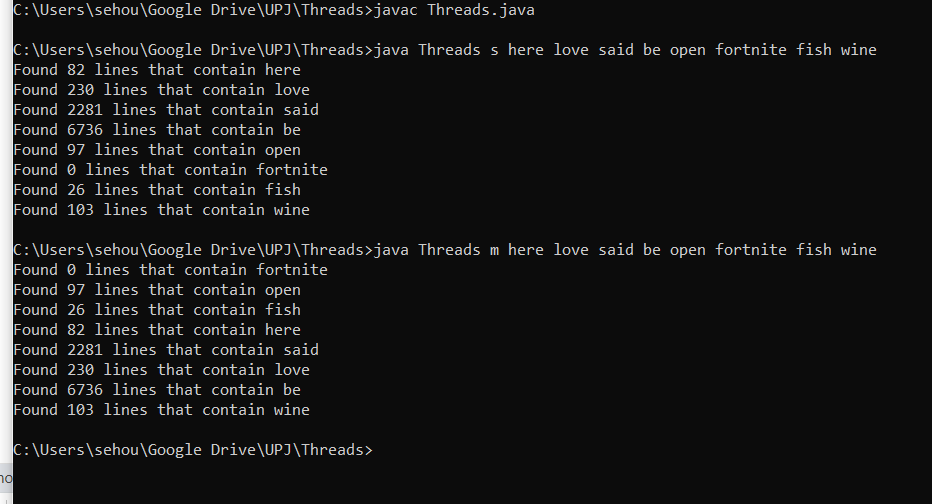 C:\Users\sehou\Google Drive\UPJ\Threads>javac Threads.java
C:\Users\sehou\Google Drive\UPJ\Threads>java Threads s here love said be open fortnite fish wine
Found 82 lines that contain here
Found 230 lines that contain love
Found 2281 lines that contain said
Found 6736 lines that contain be
Found 97 lines that contain open
Found 0 lines that contain fortnite
Found 26 lines that contain fish
Found 103 lines that contain wine
C:\Users\sehou\Google Drive\UPJ\Threads>java Threads m here love said be open fortnite fish wine
Found 0 lines that contain fortnite
Found 97 lines that contain open
Found 26 lines that contain fish
Found 82 lines that contain here
Found 2281 lines that contain said
Found 230 lines that contain love
Found 6736 lines that contain be
Found 103 lines that contain wine
C:\Users\sehou\Google Drive\UPJ\Threads>